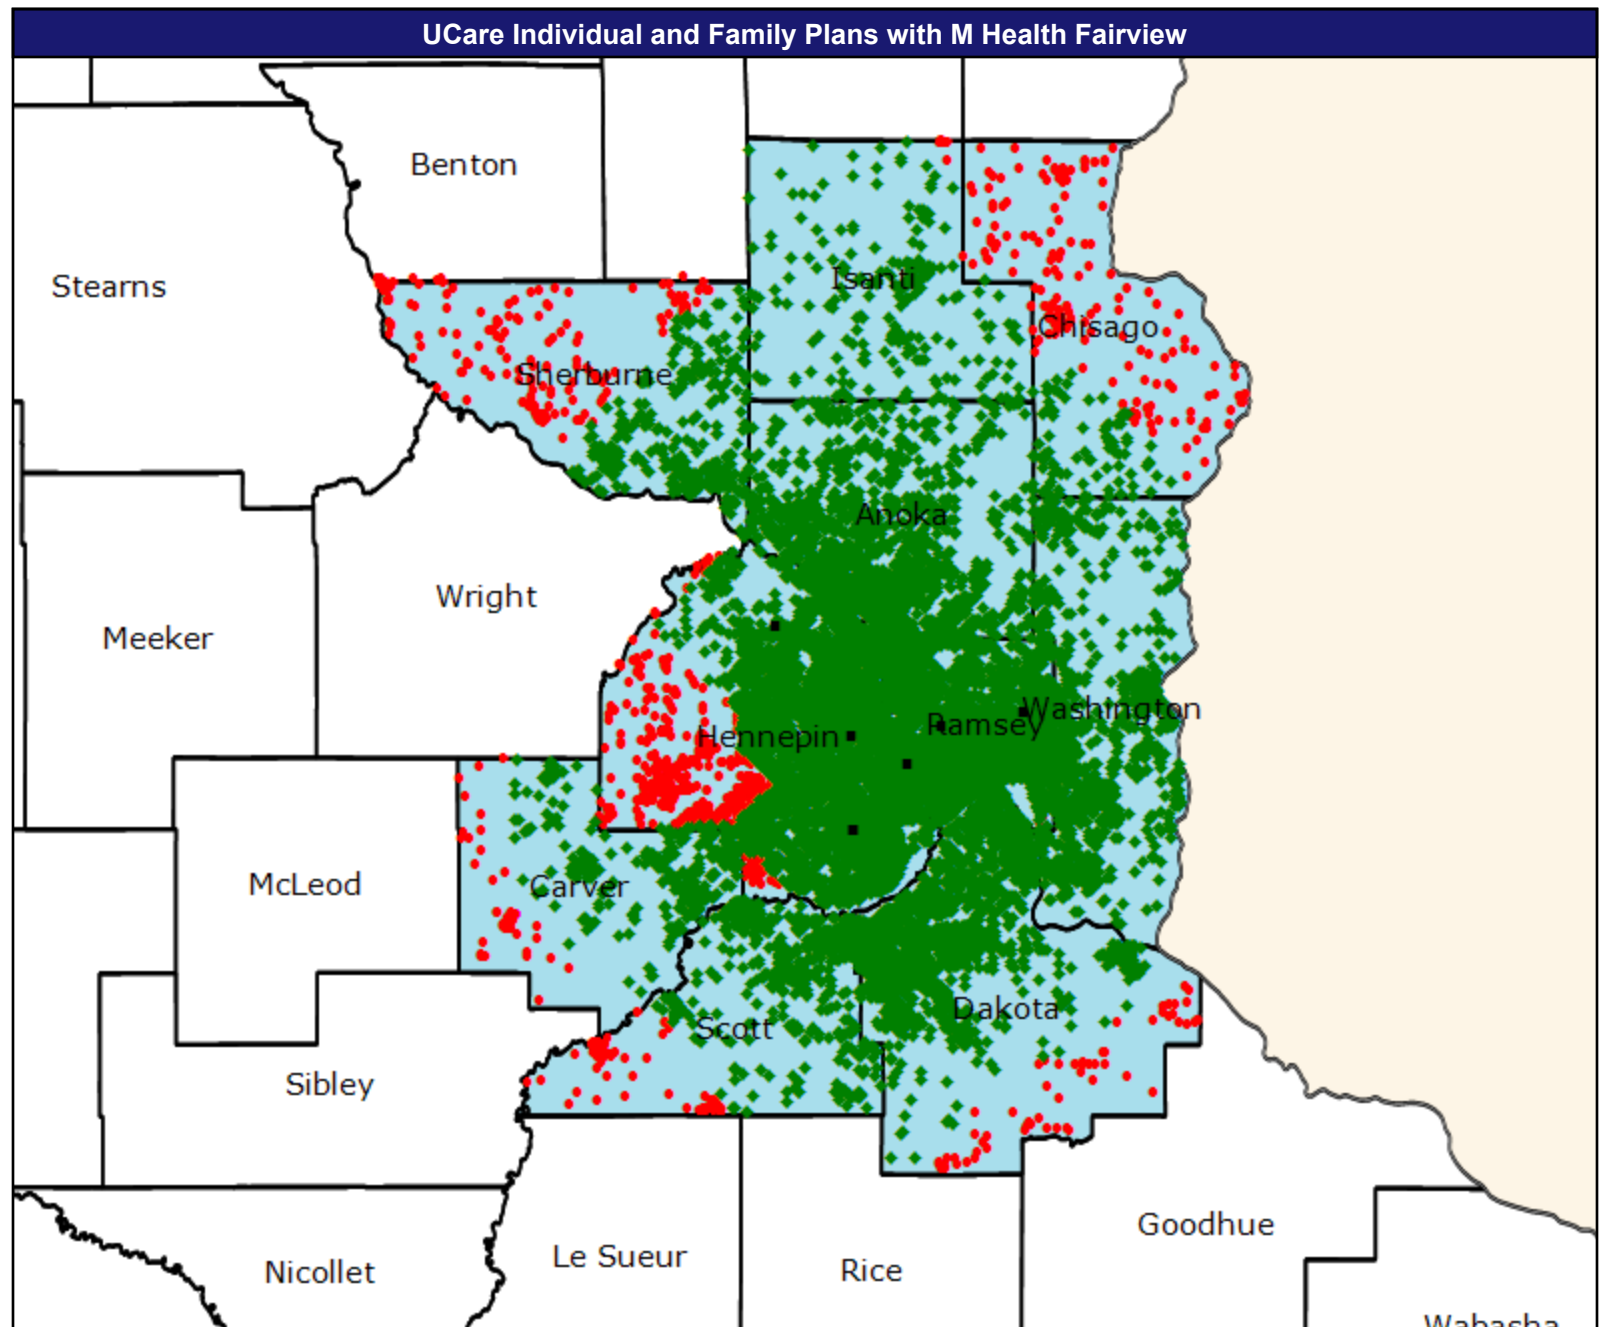 UCare Individual and Family Plans with M Health Fairview
Benton
Stearns
Isanti
Chisago
Sherburne
Anoka
Wright
Meeker
Washington
Ramsey
Hennepin
McLeod
Carver
Dakota
Scott
Sibley
Goodhue
Le Sueur
Rice
Nicollet
Wabasha